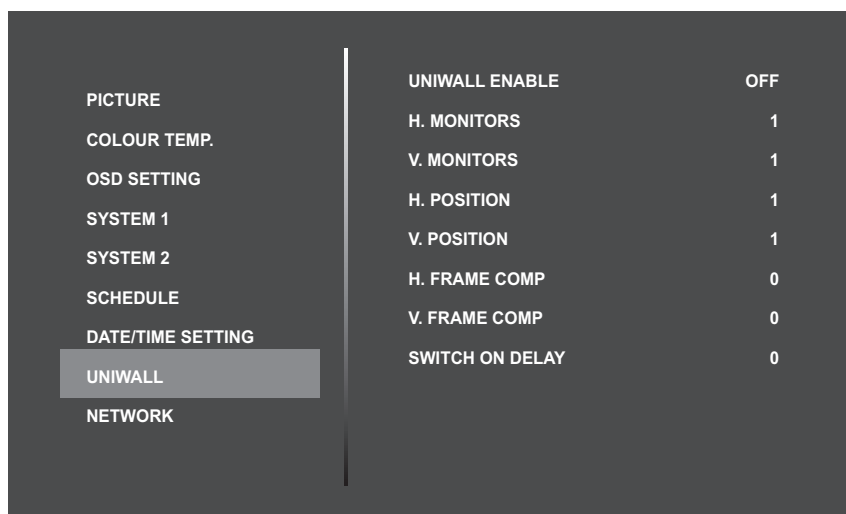 PICTURE
COLOUR TEMP.
OSD SETTING
SYSTEM 1
SYSTEM 2
SCHEDULE
DATE/TIME SETTING
UNIWALL
NETWORK
UNIWALL ENABLE OFF
H. MONITORS 1
V. MONITORS 1
H. POSITION 1
V. POSITION 1
H. FRAME COMP 0
V. FRAME COMP 0
SWITCH ON DELAY 0